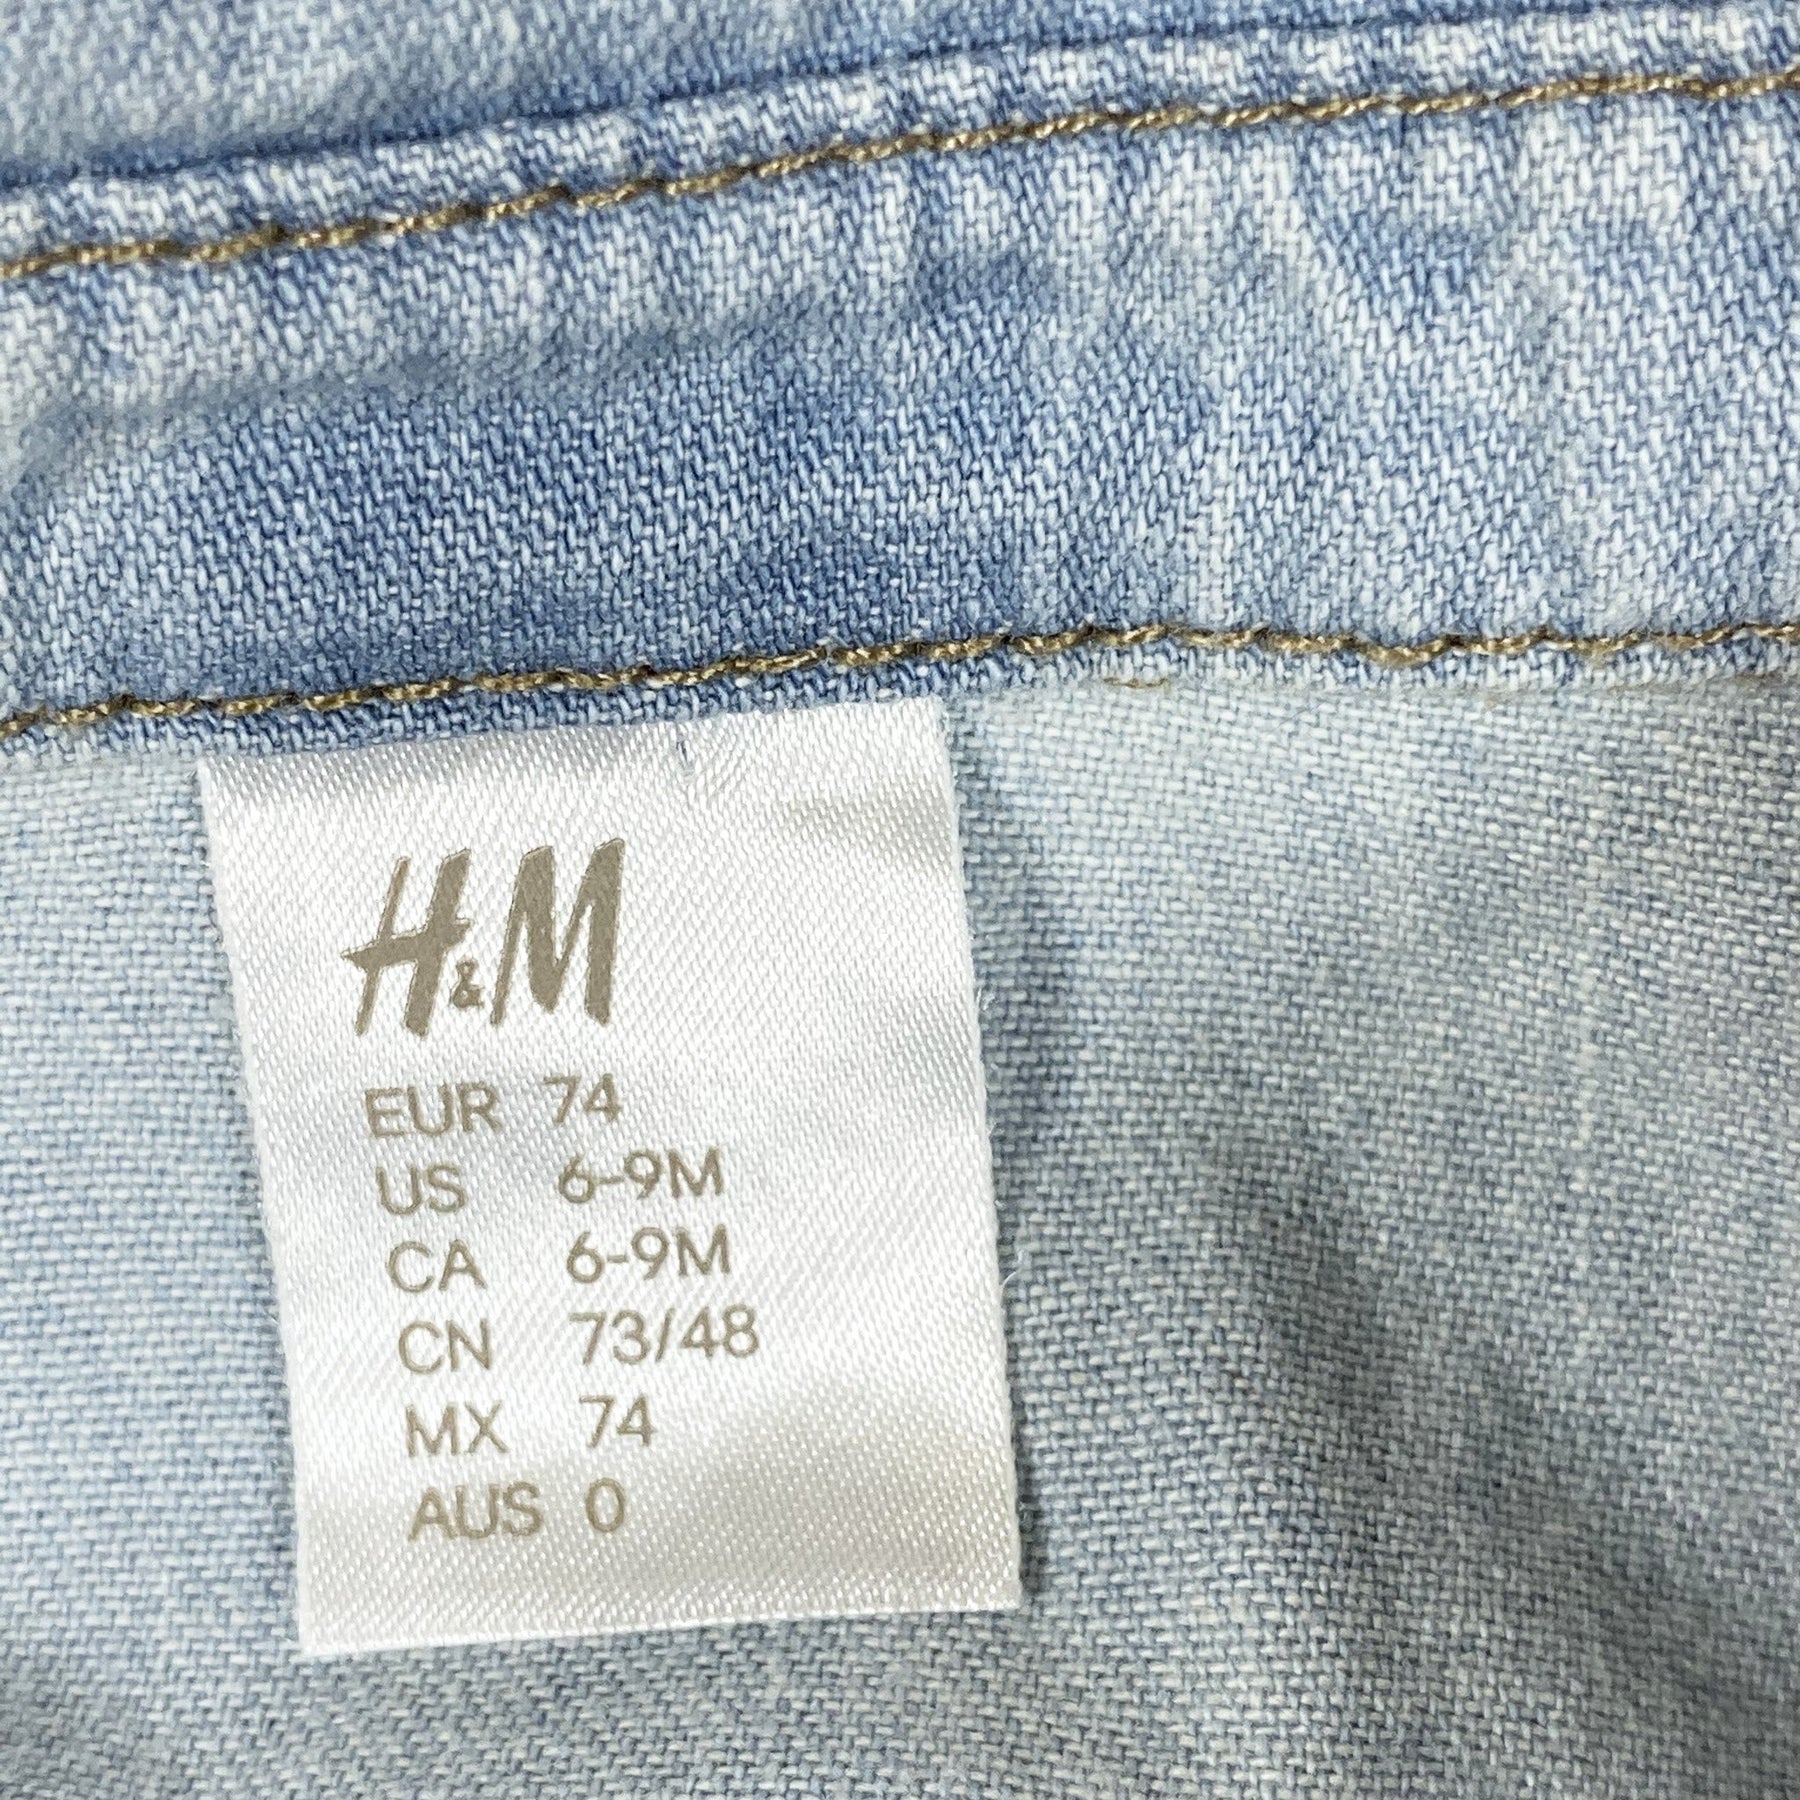 H&M
EUR 74
US 6-9M
CA 6-9M
CN 73/48
MX 74
AUS 0